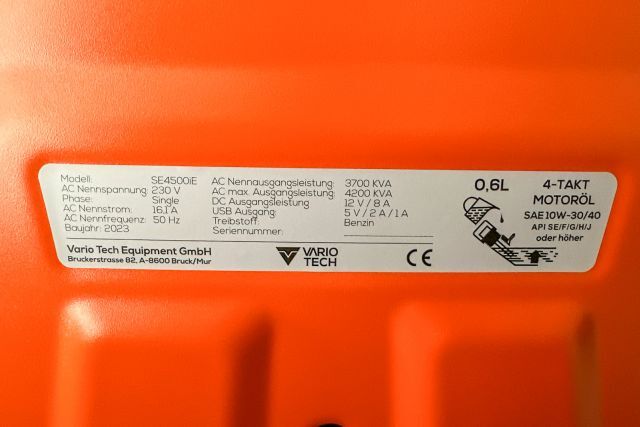 Modell: SE4500iE
AC Nennspannung: 230 V
Phase: Single
AC Nennstrom: 16,1 A
AC Nennfrequenz: 50 Hz
Baujahr: 2023
AC Nennausgangsleistung: 3700 KVA
AC max. Ausgangsleistung: 4200 KVA
DC Ausgangsleistung 12 V / 8 A
USB Ausgang: 5 V / 2 A / 1 A
Treibstoff: Benzin
Seriennummer:
Vario Tech Equipment GmbH
Bruckerstrasse 82, A-8600 Bruck/Mur
VARIO
TECH
CE
0,6L
4-TAKT
MOTORÖL
SAE 10W-30/40
API SE/F/G/H/J
oder höher